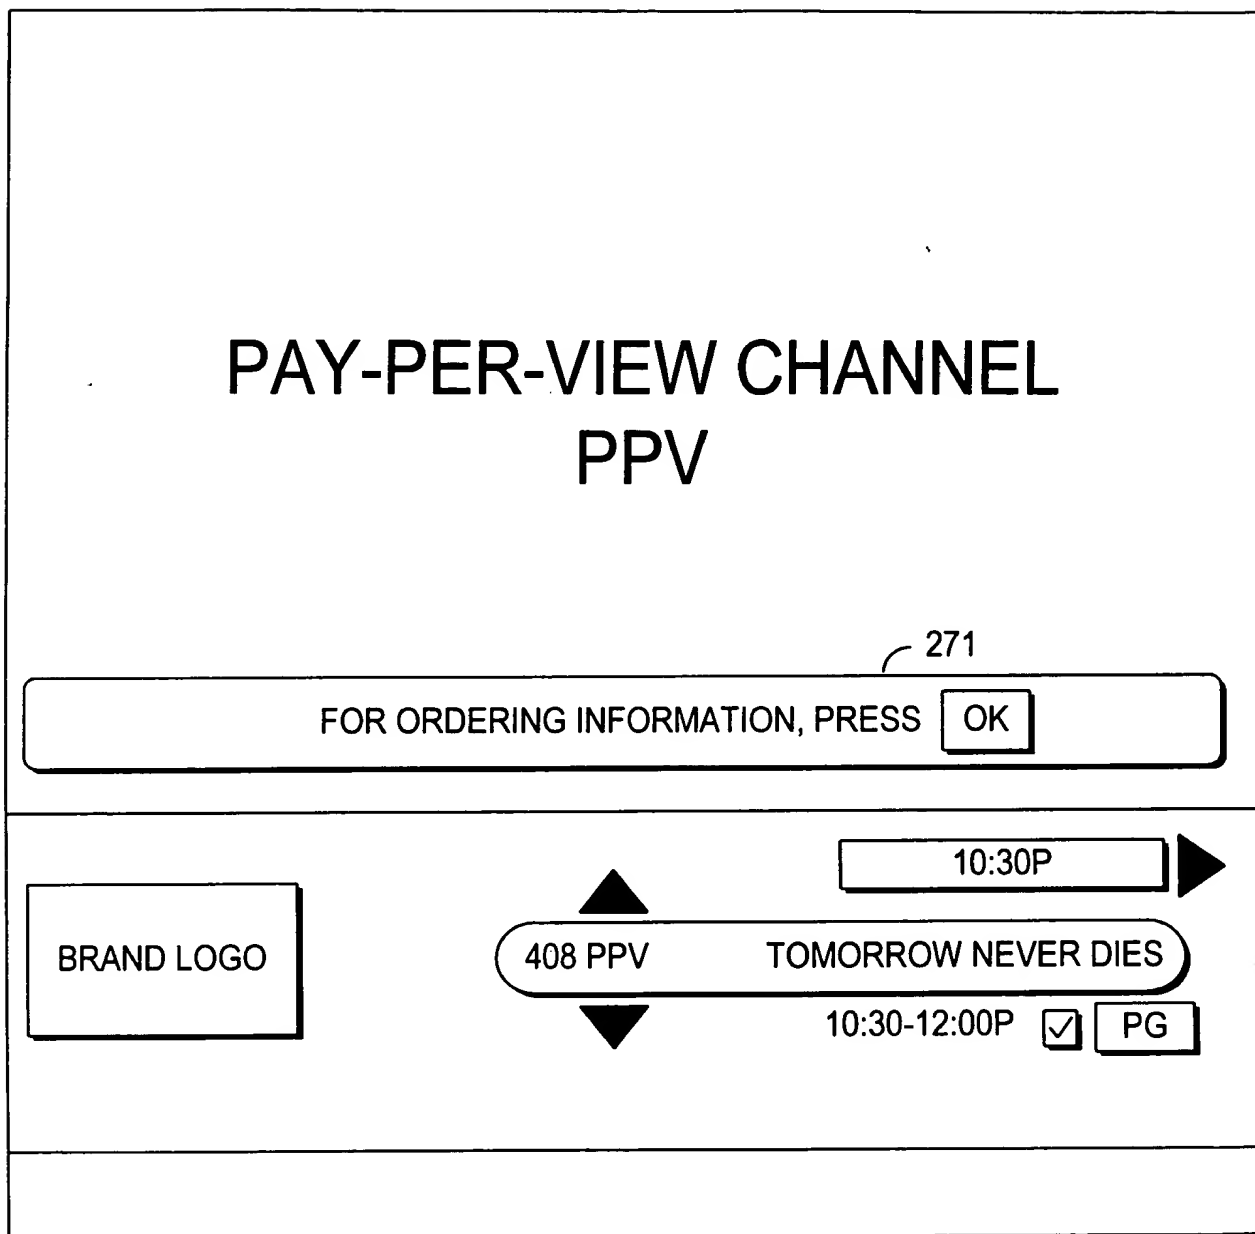 PAY-PER-VIEW CHANNEL
PPV
271
FOR ORDERING INFORMATION, PRESS OK
10:30P
BRAND LOGO
408 PPV TOMORROW NEVER DIES
10:30-12:00P PG